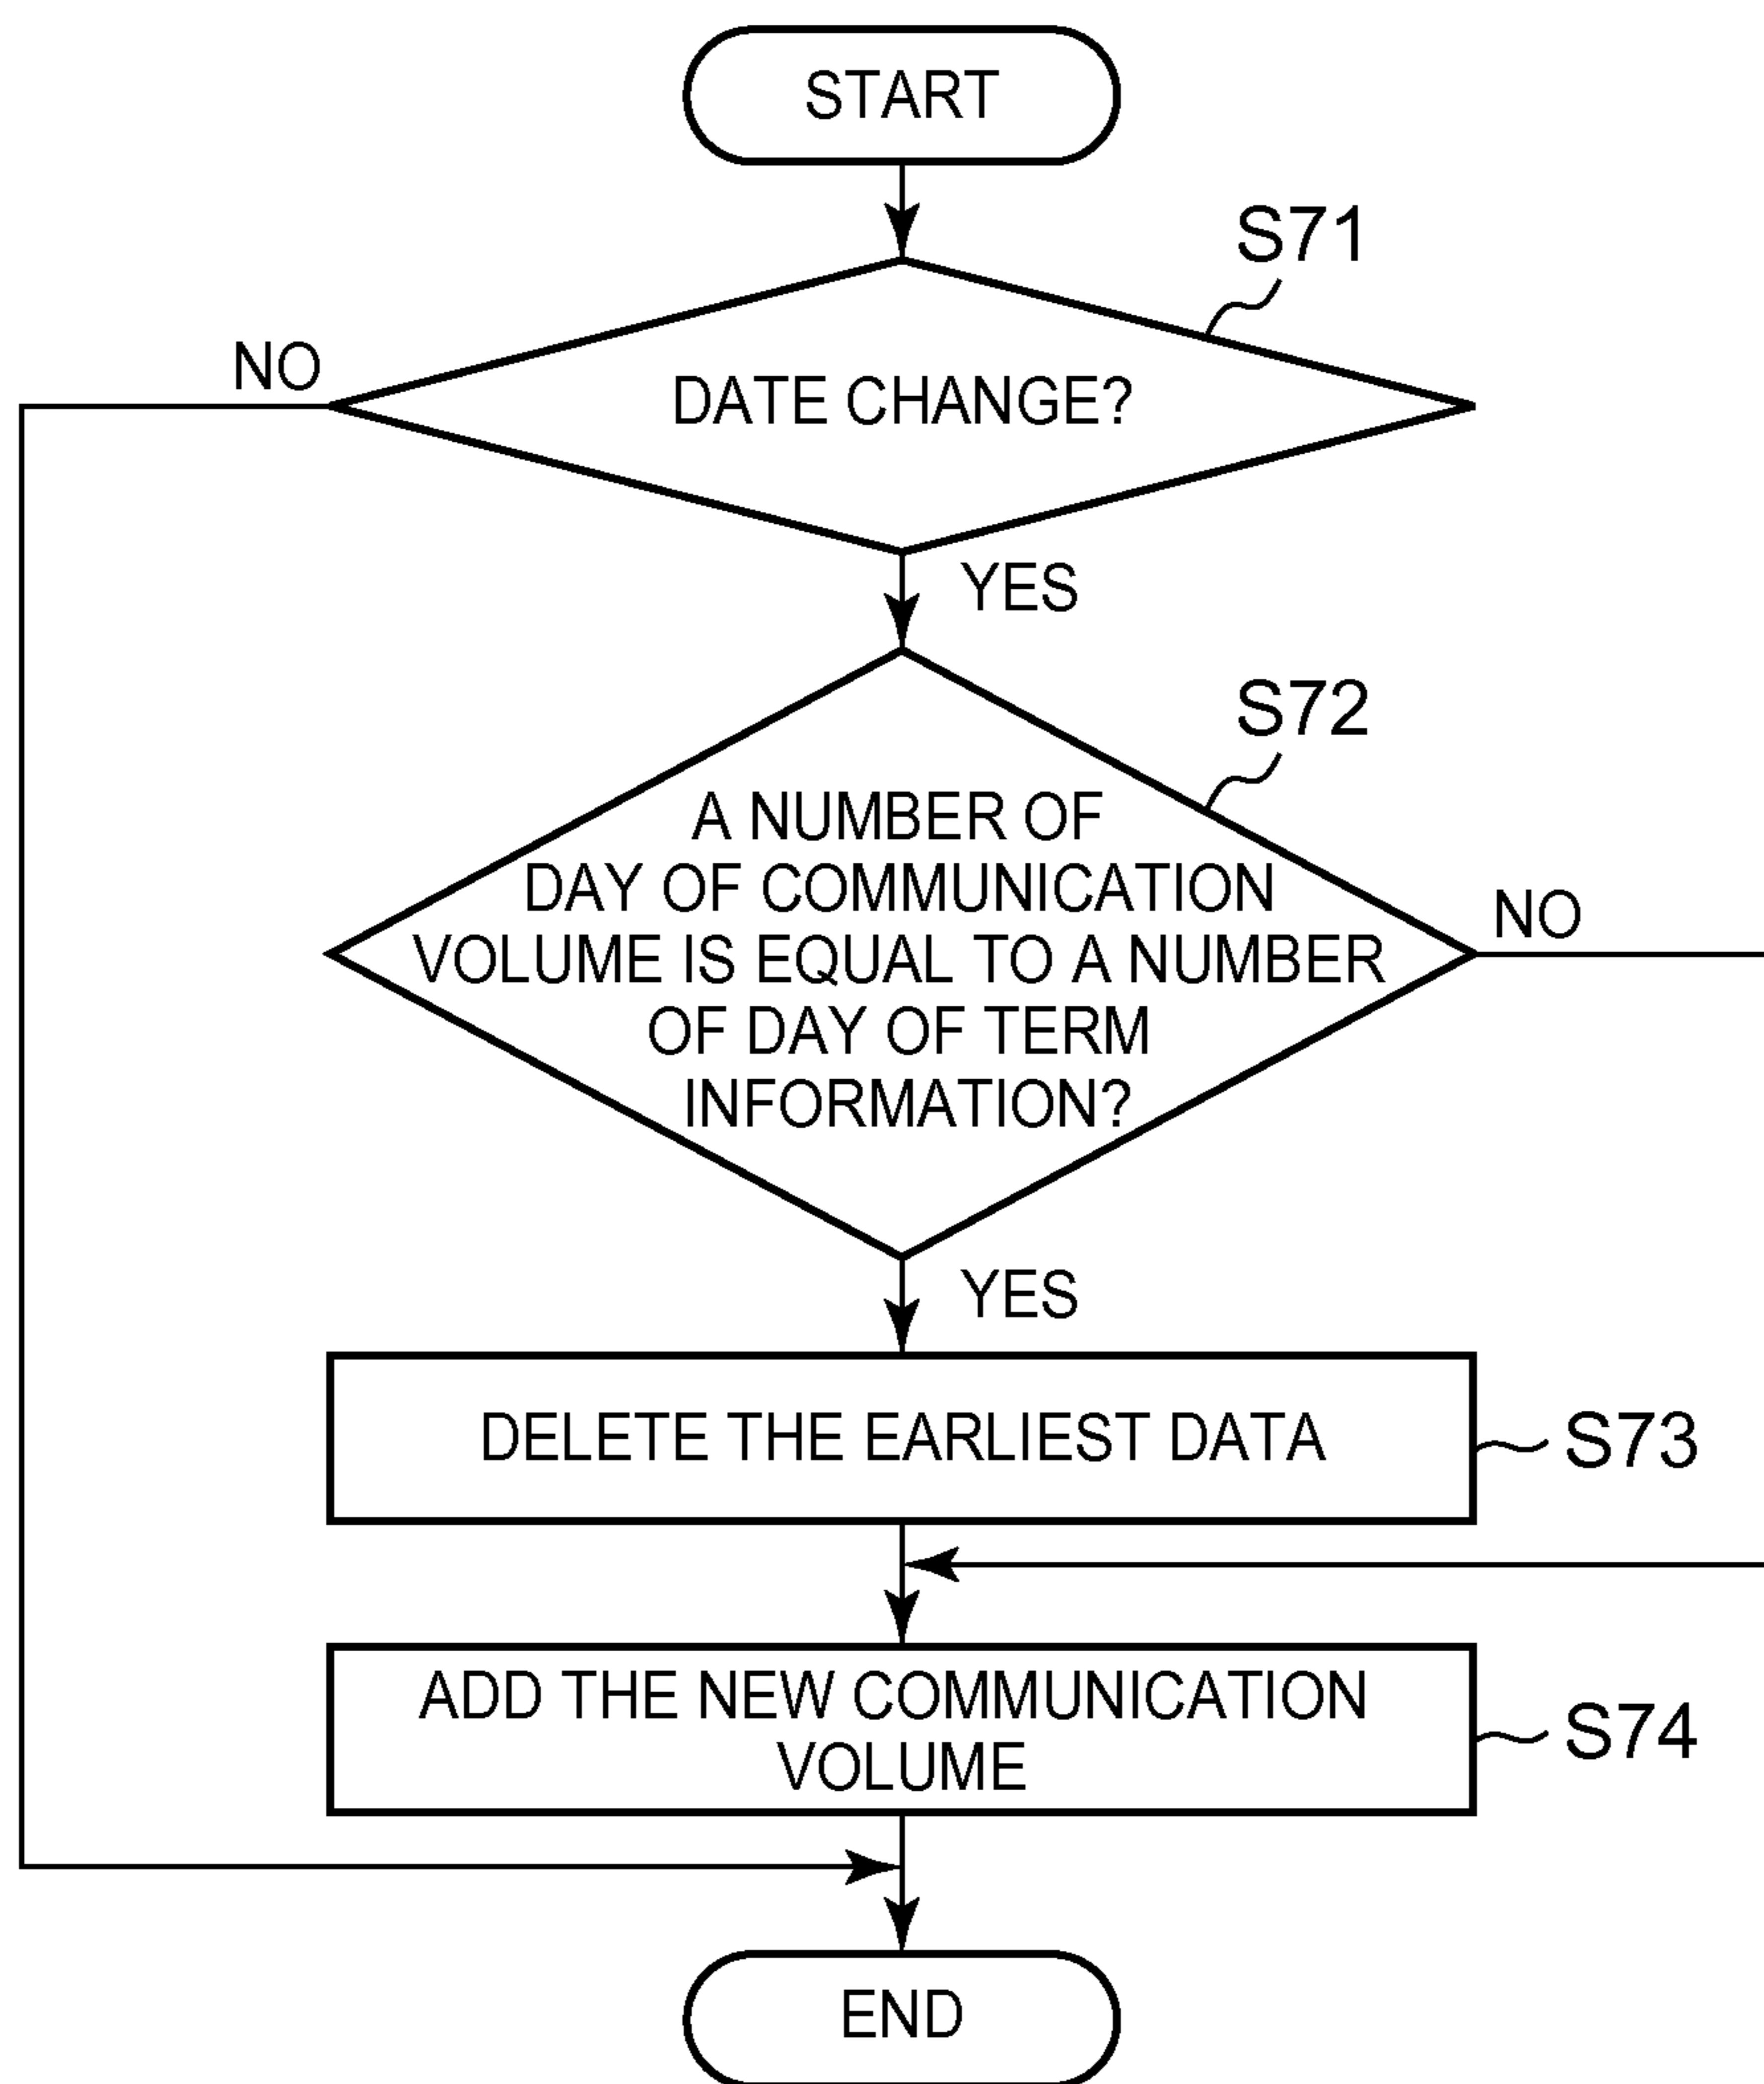 START
S71
NO
DATE CHANGE?
YES
S72
A NUMBER OF
DAY OF COMMUNICATION
NO
VOLUME IS EQUAL TO A NUMBER
OF DAY OF TERM
INFORMATION?
YES
DELETE THE EARLIEST DATA
S73
ADD THE NEW COMMUNICATION
VOLUME
S74
END